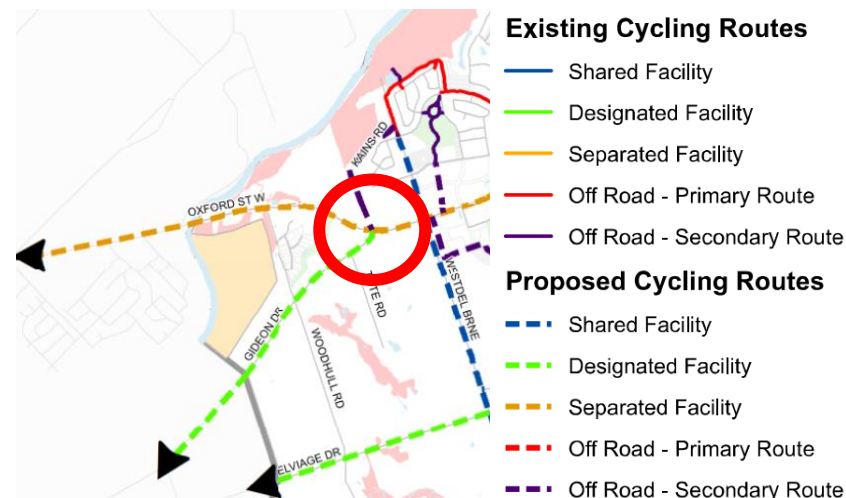 Existing Cycling Routes
Shared Facility
Designated Facility
Separated Facility
Off Road - Primary Route
Off Road - Secondary Route
Proposed Cycling Routes
Shared Facility
Designated Facility
Separated Facility
Off Road - Primary Route
Off Road - Secondary Route
KAINS RD
OXFORD ST W
WESTDEL BRNE
TE RD
GIDEON DR
WOODHULL RD
ELVIAGE DR